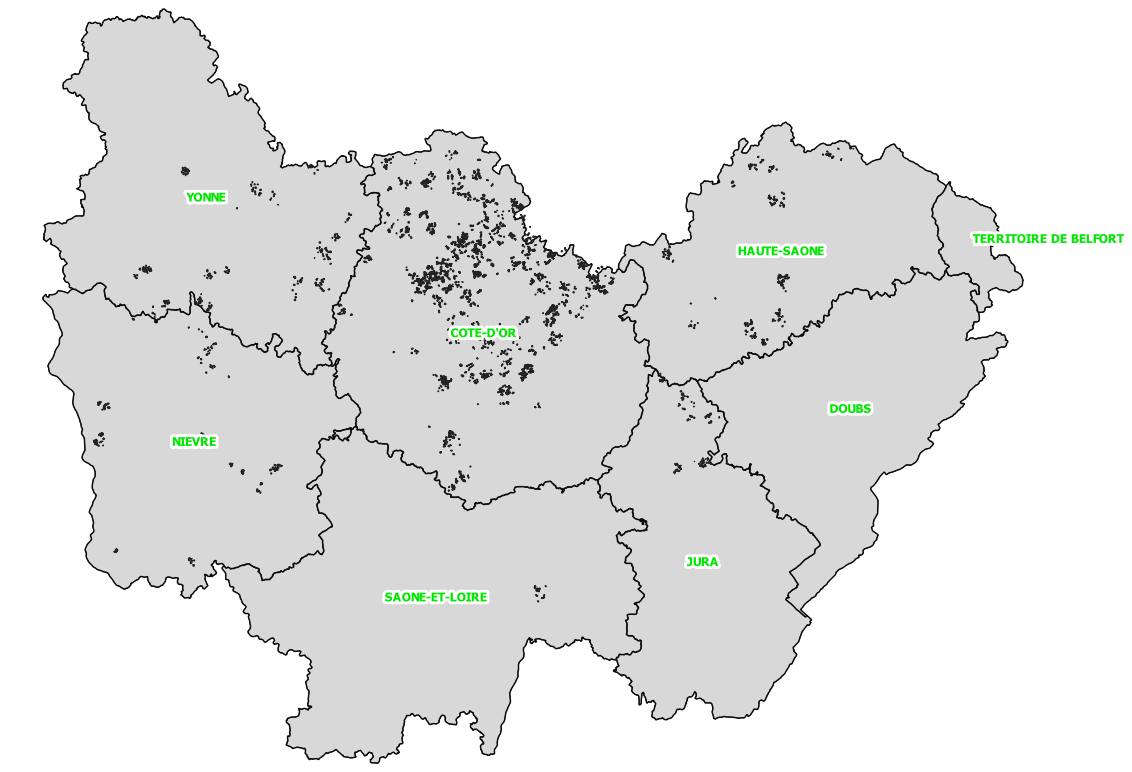 YONNE
TERRITOIRE DE BELFORT
HAUTE-SAONE
COTE-D'OR
DOUBS
NIEVRE
JURA
SAONE-ET-LOIRE